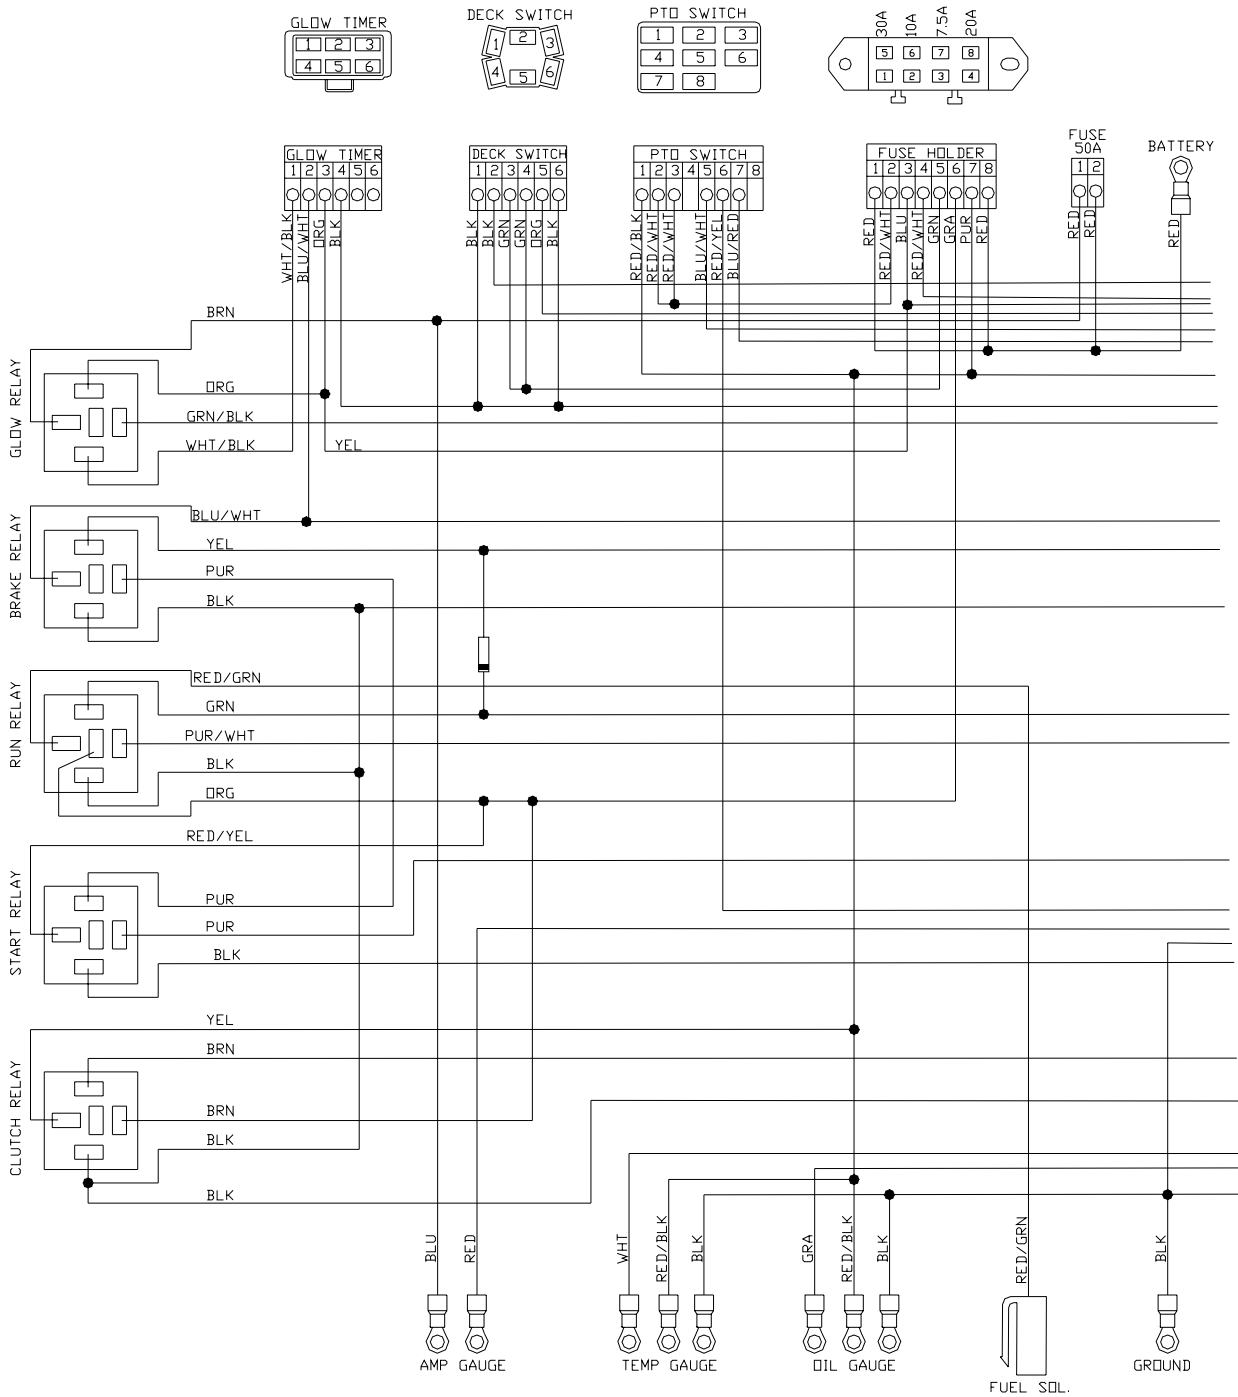 GLOW TIMER
DECK SWITCH
PTO SWITCH
30A
10A
7.5A
20A
1 2 3
4 5 6
1 2 3
4 5 6
1 2 3
4 5 6
7 8
5 6 7 8
1 2 3 4
GLOW TIMER
1 2 3 4 5 6
DECK SWITCH
1 2 3 4 5 6
PTO SWITCH
1 2 3 4 5 6 7 8
FUSE HOLDER
1 2 3 4 5 6 7 8
FUSE
50A
1 2
BATTERY
WHT/BLK
BLU/WHT
ORG
BLK
BLK
BLK
GRN
GRN
ORG
BLK
RED/BLK
RED/WHT
RED/WHT
BLU/WHT
RED/YEL
BLU/RED
RED
RED/WHT
BLU
RED/WHT
GRN
GRA
PUR
RED
RED
RED
RED
GLOW RELAY
BRN
ORG
GRN/BLK
WHT/BLK
YEL
BRAKE RELAY
BLU/WHT
YEL
PUR
BLK
RUN RELAY
RED/GRN
GRN
PUR/WHT
BLK
ORG
START RELAY
RED/YEL
PUR
PUR
BLK
CLUTCH RELAY
YEL
BRN
BRN
BLK
BLK
BLU
RED
WHT
RED/BLK
BLK
GRA
RED/BLK
BLK
RED/GRN
BLK
AMP GAUGE
TEMP GAUGE
OIL GAUGE
FUEL SOL.
GROUND